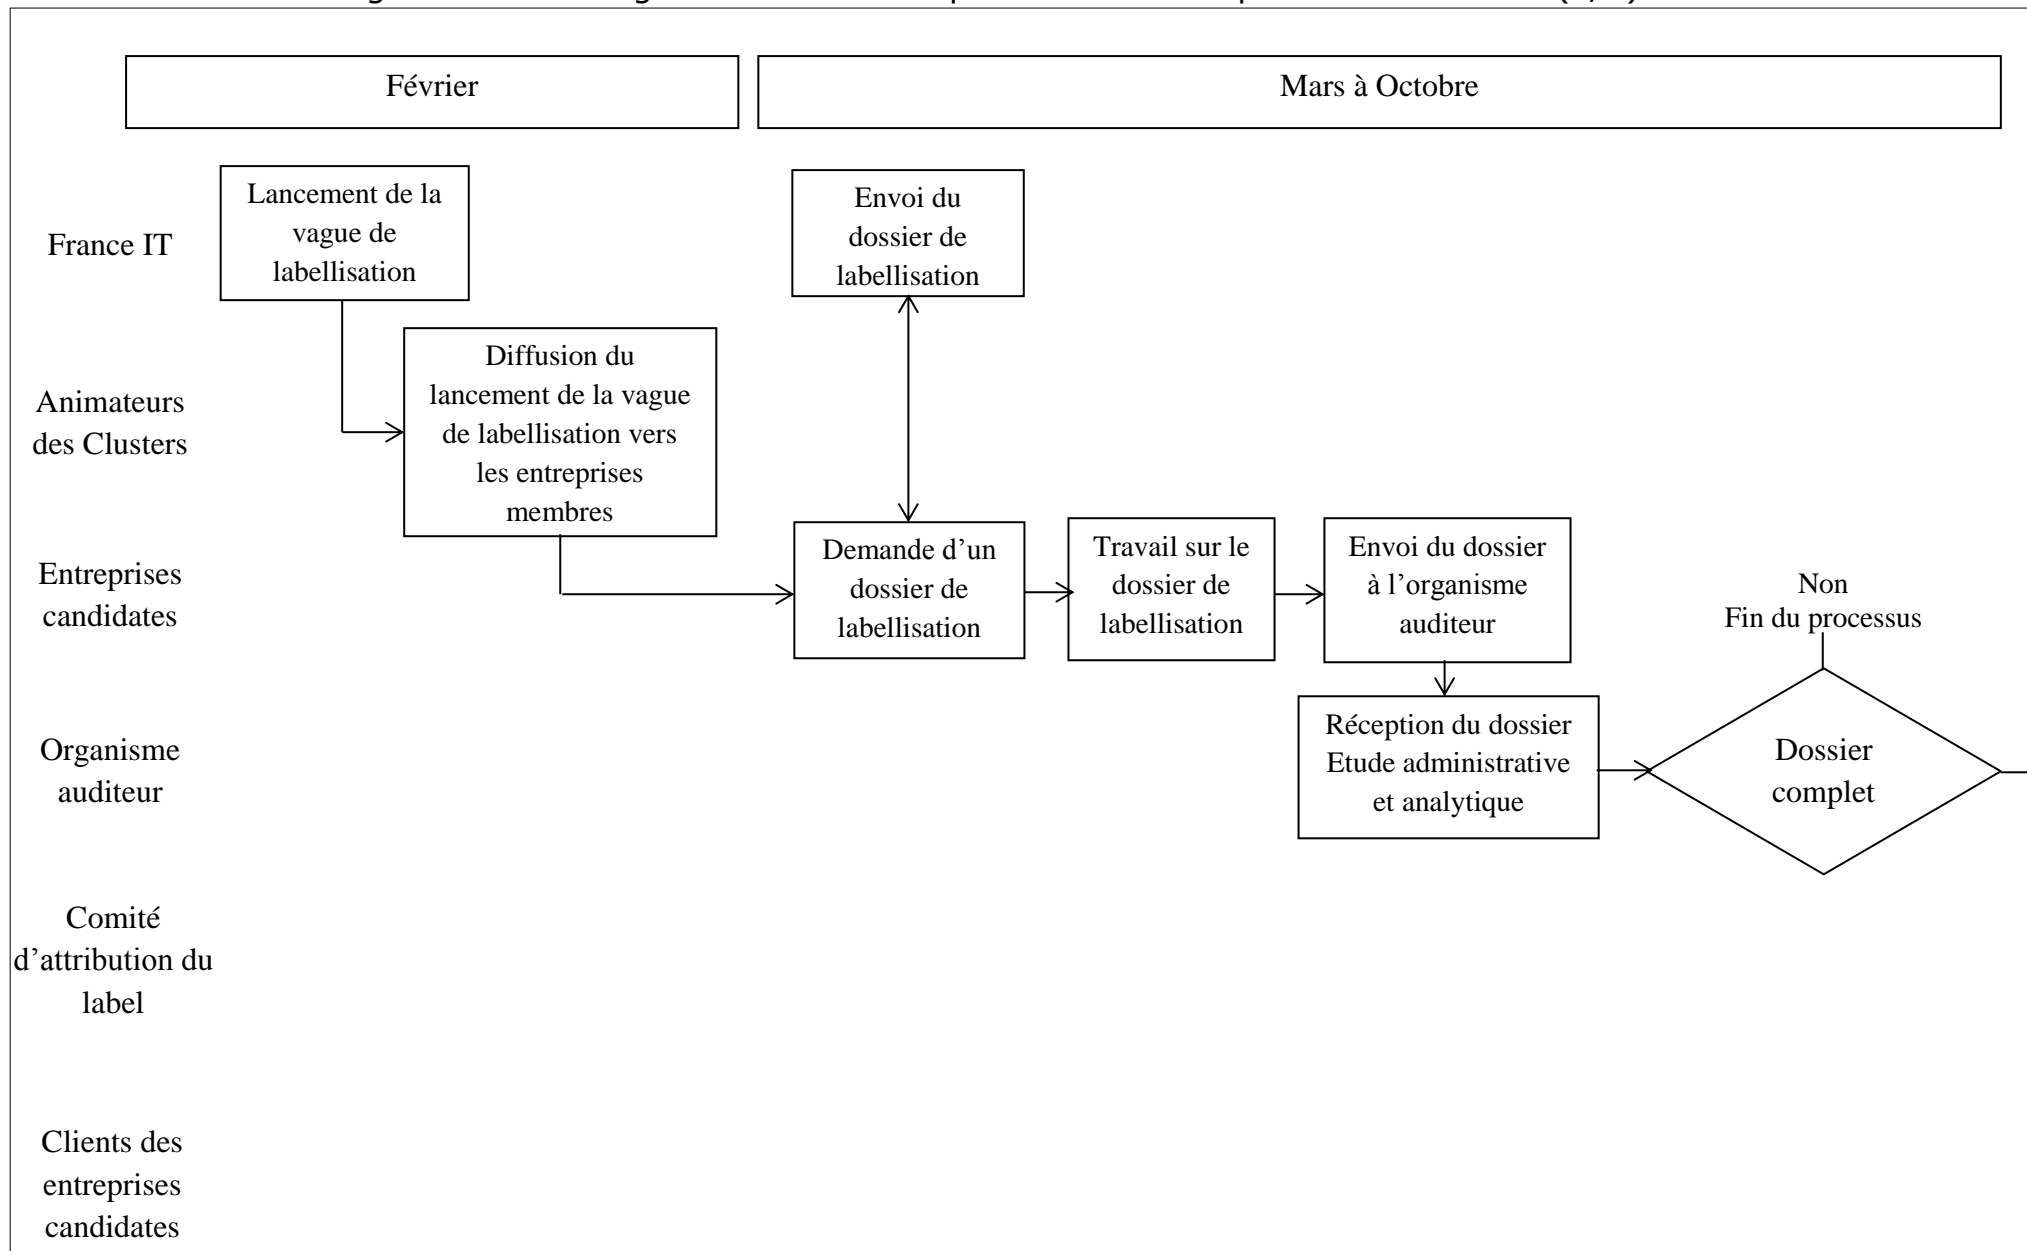 Février
Mars à Octobre
France IT
Lancement de la
vague de
labellisation
Envoi du
dossier de
labellisation
Animateurs
des Clusters
Diffusion du
lancement de la vague
de labellisation vers
les entreprises
membres
Entreprises
candidates
Demande d’un
dossier de
labellisation
Travail sur le
dossier de
labellisation
Envoi du dossier
à l’organisme
auditeur
Non
Fin du processus
Organisme
auditeur
Réception du dossier
Etude administrative
et analytique
Dossier
complet
Comité
d’attribution du
label
Clients des
entreprises
candidates